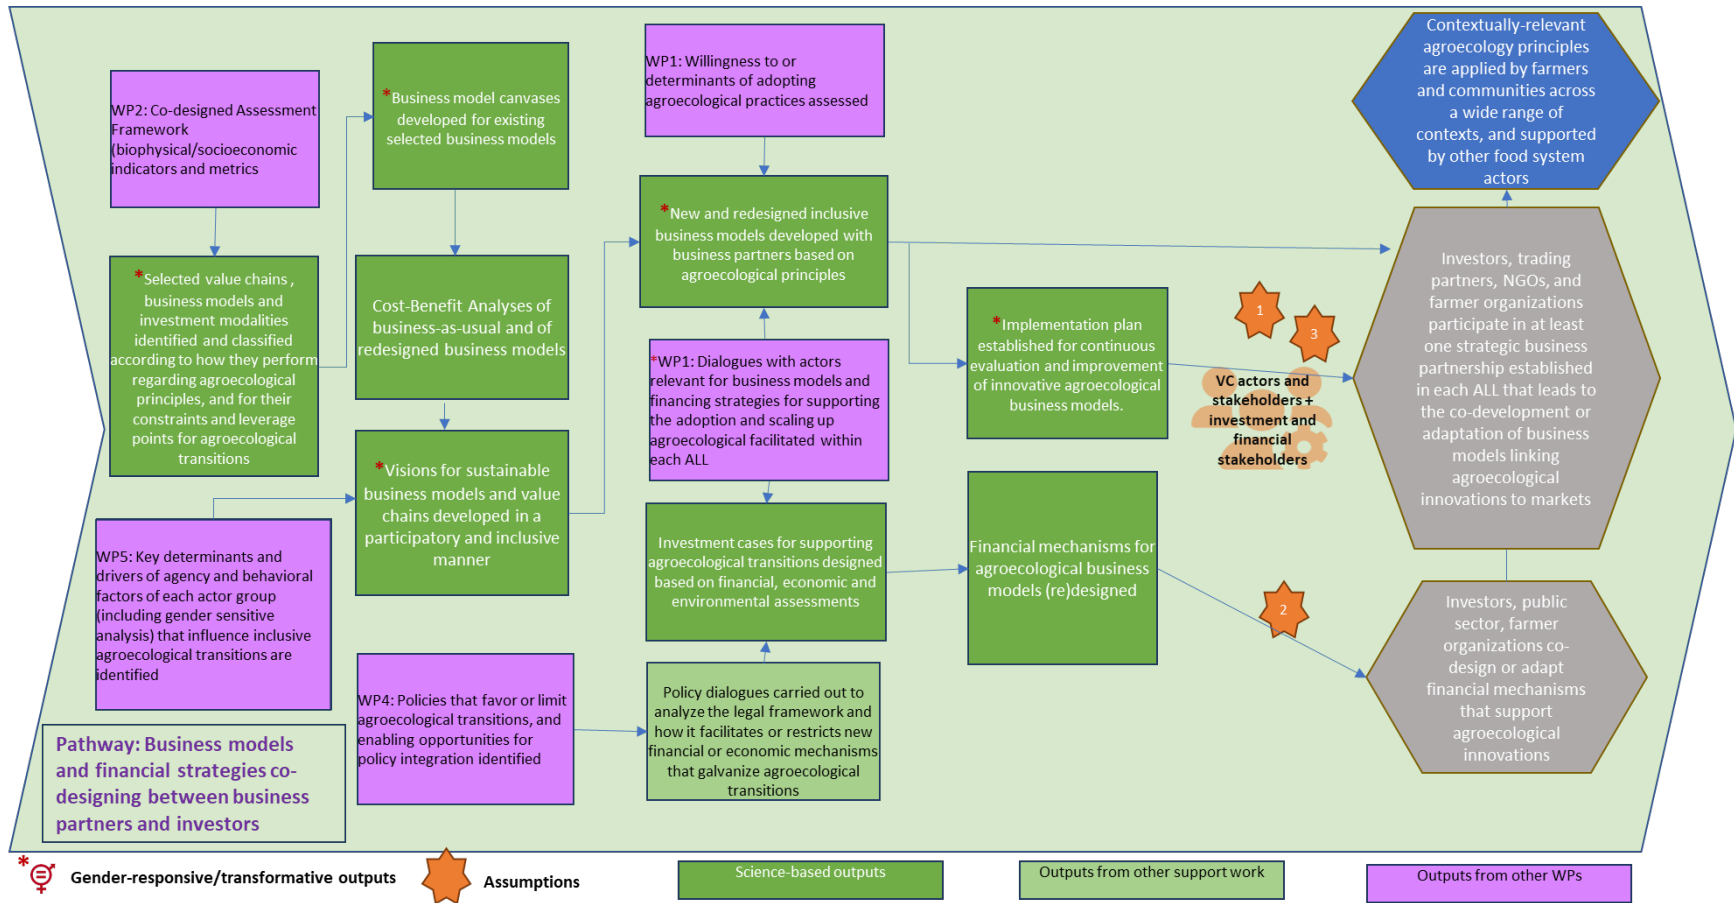 WP2: Co-designed Assessment
Framework
(biophysical/socioeconomic
indicators and metrics
*Selected value chains ,
business models and
investment modalities
identified and classified
according to how they perform
regarding agroecological
principles, and for their
constraints and leverage
points for agroecological
transitions
WP5: Key determinants and
drivers of agency and behavioral
factors of each actor group
(including gender sensitive
analysis) that influence inclusive
agroecological transitions are
identified
Pathway: Business models
and financial strategies co-
designing between business
partners and investors
*Business model canvases
developed for existing
selected business models
Cost-Benefit Analyses of
business-as-usual and of
redesigned business models
*Visions for sustainable
business models and value
chains developed in a
participatory and inclusive
manner
WP4: Policies that favor or limit
agroecological transitions, and
enabling opportunities for
policy integration identified
WP1: Willingness to or
determinants of adopting
agroecological practices assessed
*New and redesigned inclusive
business models developed with
business partners based on
agroecological principles
*WP1: Dialogues with actors
relevant for business models and
financing strategies for supporting
the adoption and scaling up
agroecological facilitated within
each ALL
Investment cases for supporting
agroecological transitions designed
based on financial, economic and
environmental assessments
Policy dialogues carried out to
analyze the legal framework and
how it facilitates or restricts new
financial or economic mechanisms
that galvanize agroecological
transitions
*Implementation plan
established for continuous
evaluation and improvement
of innovative agroecological
business models.
Financial mechanisms for
agroecological business
models (re)designed
1
3
VC actors and
stakeholders +
investment and
financial
stakeholders
2
Contextually-relevant
agroecology principles
are applied by farmers
and communities across
a wide range of
contexts, and supported
by other food system
actors
Investors, trading
partners, NGOs, and
farmer organizations
participate in at least
one strategic business
partnership established
in each ALL that leads to
the co-development or
adaptation of business
models linking
agroecological
innovations to markets
Investors, public
sector, farmer
organizations co-
design or adapt
financial mechanisms
that support
agroecological
innovations
* Gender-responsive/transformative outputs
Assumptions
Science-based outputs
Outputs from other support work
Outputs from other WPs